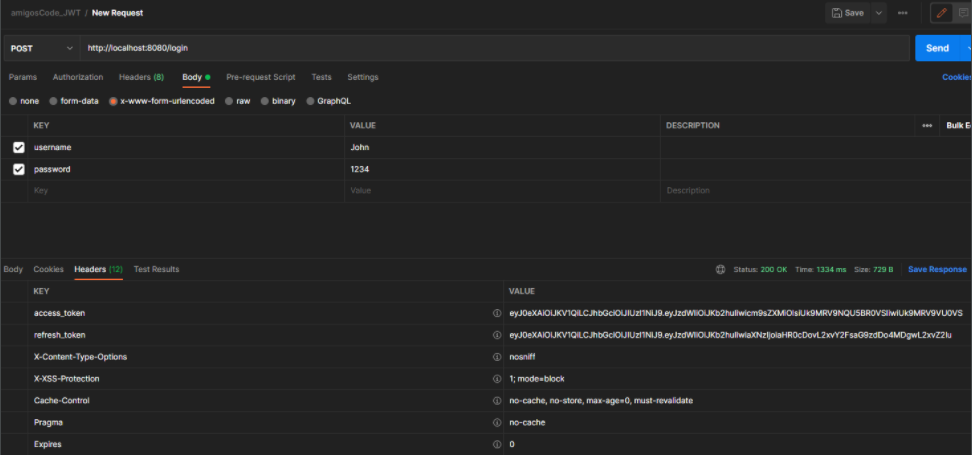 amigosCode_JWT / New Request Save
POST http://localhost:8080/login Send
Params Authorization Headers (8) Body Pre-request Script Tests Settings Cookies
none form-data x-www-form-urlencoded raw binary GraphQL
KEY VALUE DESCRIPTION Bulk E
username John
password 1234
Key Value Description
Body Cookies Headers (12) Test Results Status: 200 OK Time: 1334 ms Size: 729 B Save Response
KEY VALUE
access_token
refresh_token
X-Content-Type-Options nosniff
X-XSS-Protection 1; mode=block
Cache-Control no-cache, no-store, max-age=0, must-revalidate
Pragma no-cache
Expires 0